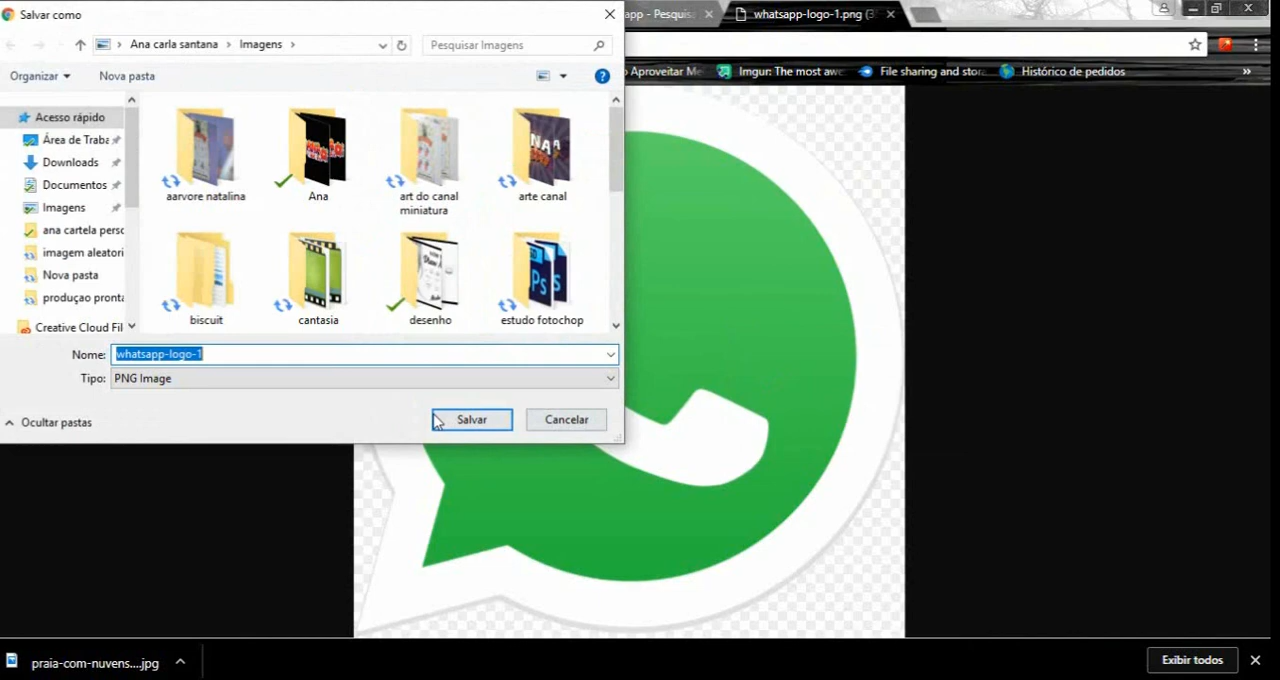 Salvar como
app - Pesquis
whatsapp-logo-1.png (3
Ana carla santana
Imagens
Pesquisar Imagens
Organizar
Nova pasta
Aproveitar Me
Imgur: The most awe
File sharing and stora
Histórico de pedidos
»
Acesso rápido
Área de Traba
Downloads
Documentos
Imagens
ana cartela perso
imagem aleatori
Nova pasta
produçao pronta
Creative Cloud Fil
aarvore natalina
Ana
art do canal
miniatura
arte canal
biscuit
cantasia
desenho
estudo fotochop
Nome:
whatsapp-logo-1
Tipo:
PNG Image
Ocultar pastas
Salvar
Cancelar
praia-com-nuvens....jpg
Exibir todos